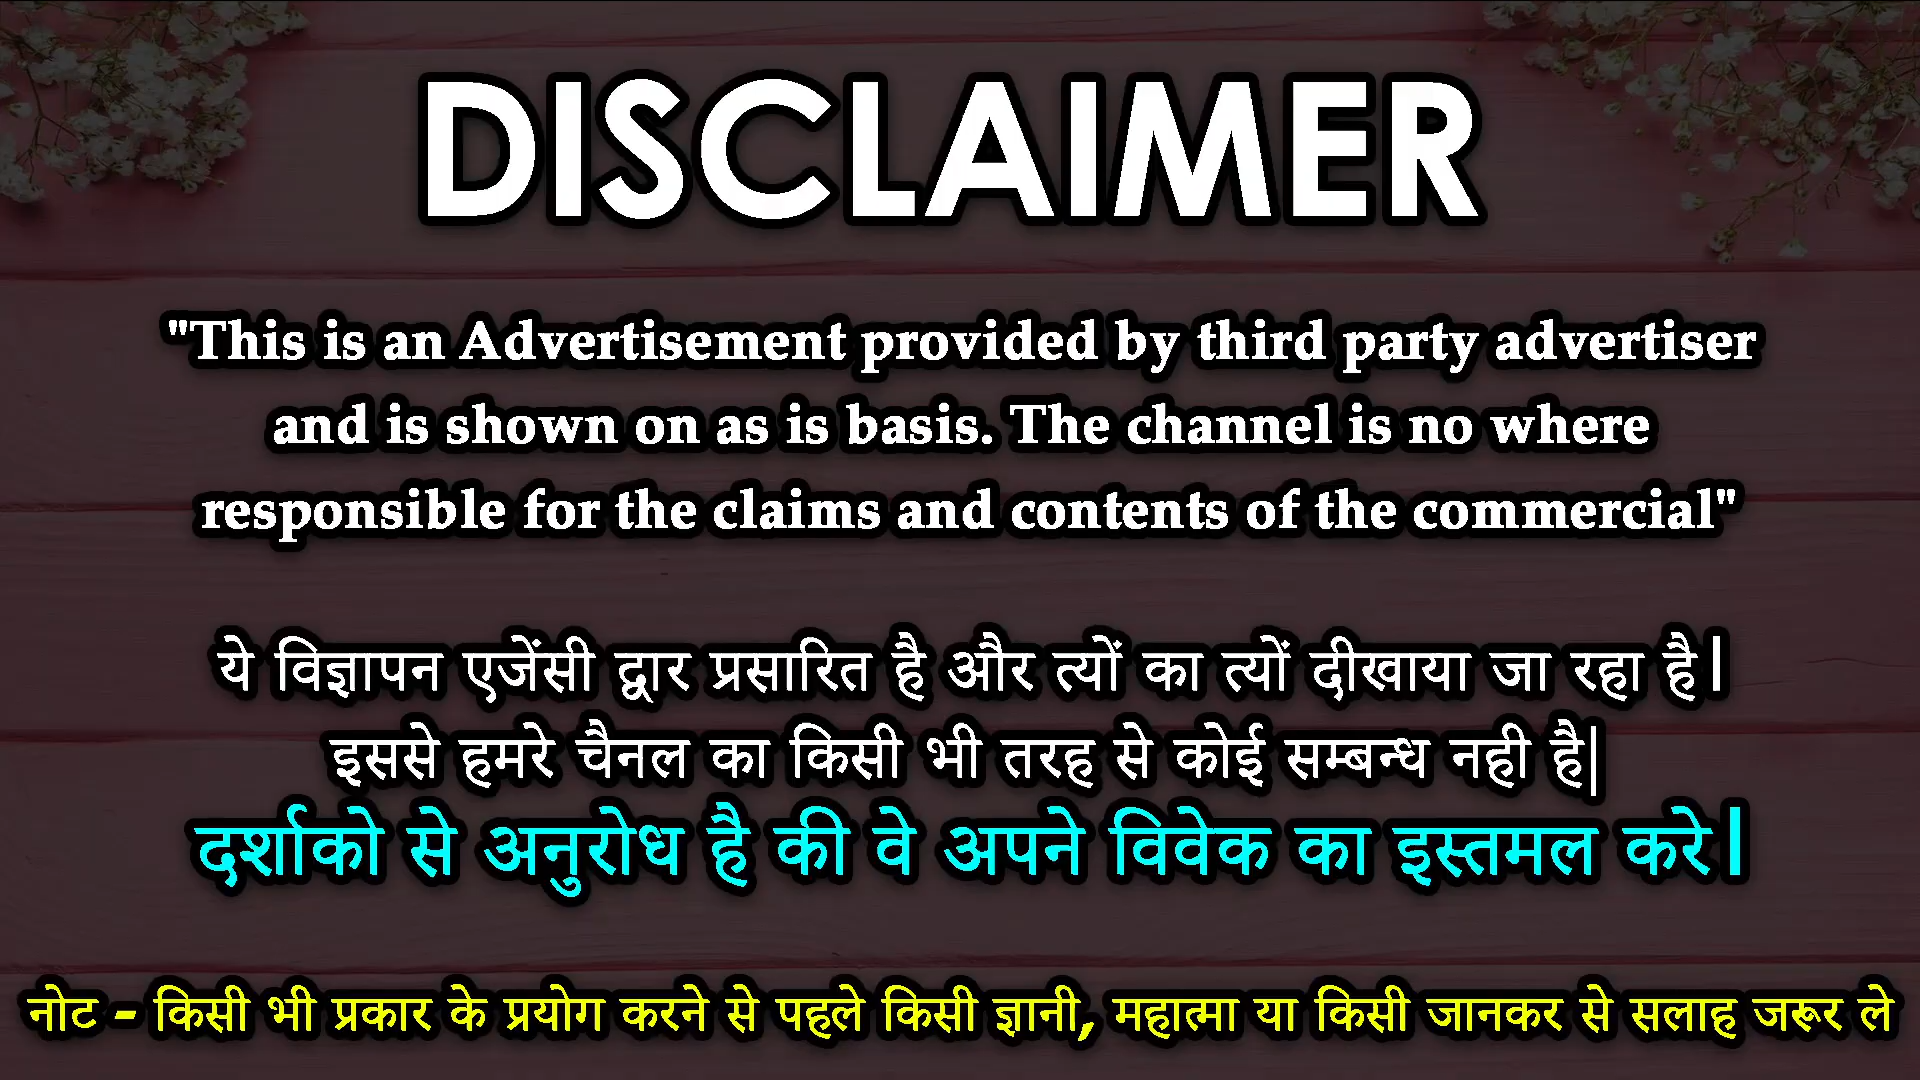 DISCLAIMER
"This is an Advertisement provided by third party advertiser
and is shown on as is basis. The channel is no where
responsible for the claims and contents of the commercial"
ये विज्ञापन एजेंसी द्वार प्रसारित है और त्यों का त्यों दीखाया जा रहा है।
इससे हमरे चैनल का किसी भी तरह से कोई सम्बन्ध नही है|
दर्शाको से अनुरोध है की वे अपने विवेक का इस्तमल करे।
नोट - किसी भी प्रकार के प्रयोग करने से पहले किसी ज्ञानी, महात्मा या किसी जानकर से सलाह जरूर ले